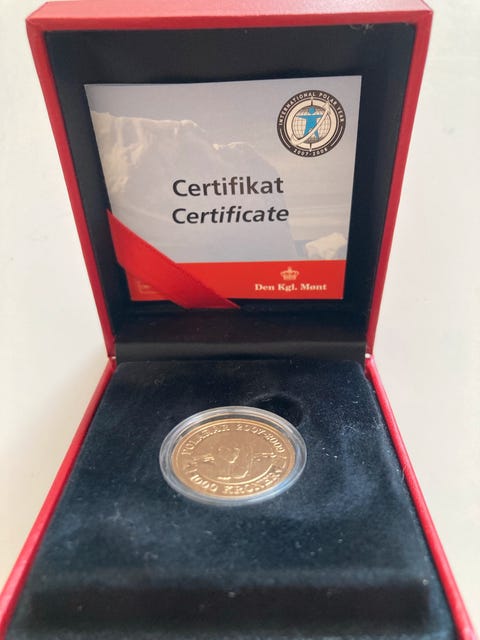 INTERNATIONAL POLAR YEAR
2007-2008
Certifikat
Certificate
Den Kgl. Mønt
POLARÅR 2007-2009
1000 KRONER